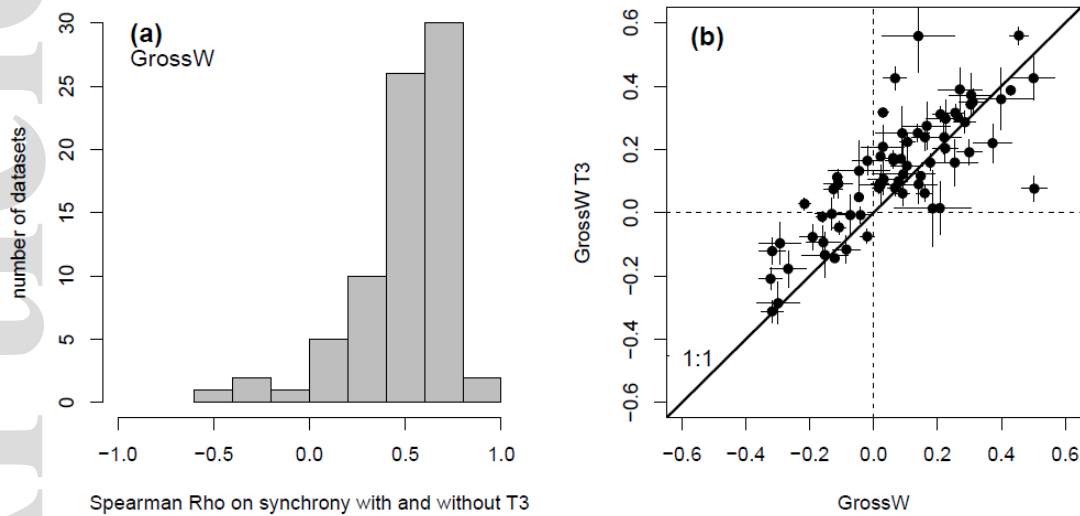 (a)
GrossW
number of datasets
30
25
20
15
10
5
0
-1.0 -0.5 0.0 0.5 1.0
Spearman Rho on synchrony with and without T3
(b)
GrossW T3
0.6
0.4
0.2
0.0
-0.2
-0.4
-0.6
1:1
-0.6 -0.4 -0.2 0.0 0.2 0.4 0.6
GrossW